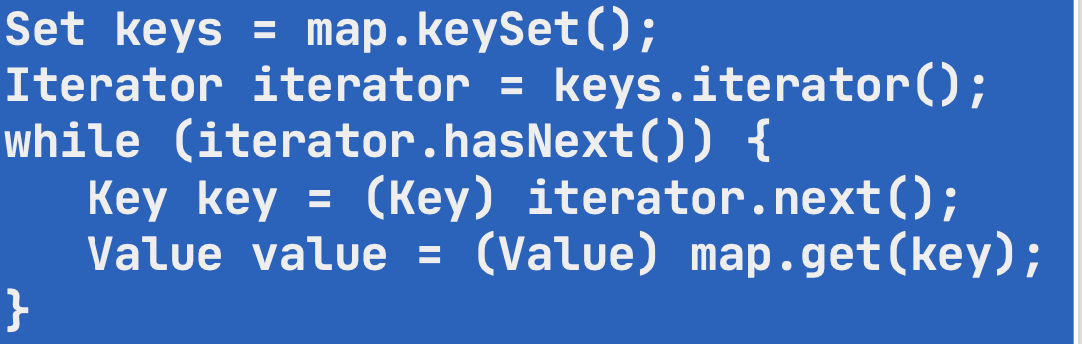 Set keys = map.keySet();
Iterator iterator = keys.iterator();
while (iterator.hasNext()) {
   Key key = (Key) iterator.next();
   Value value = (Value) map.get(key);
}